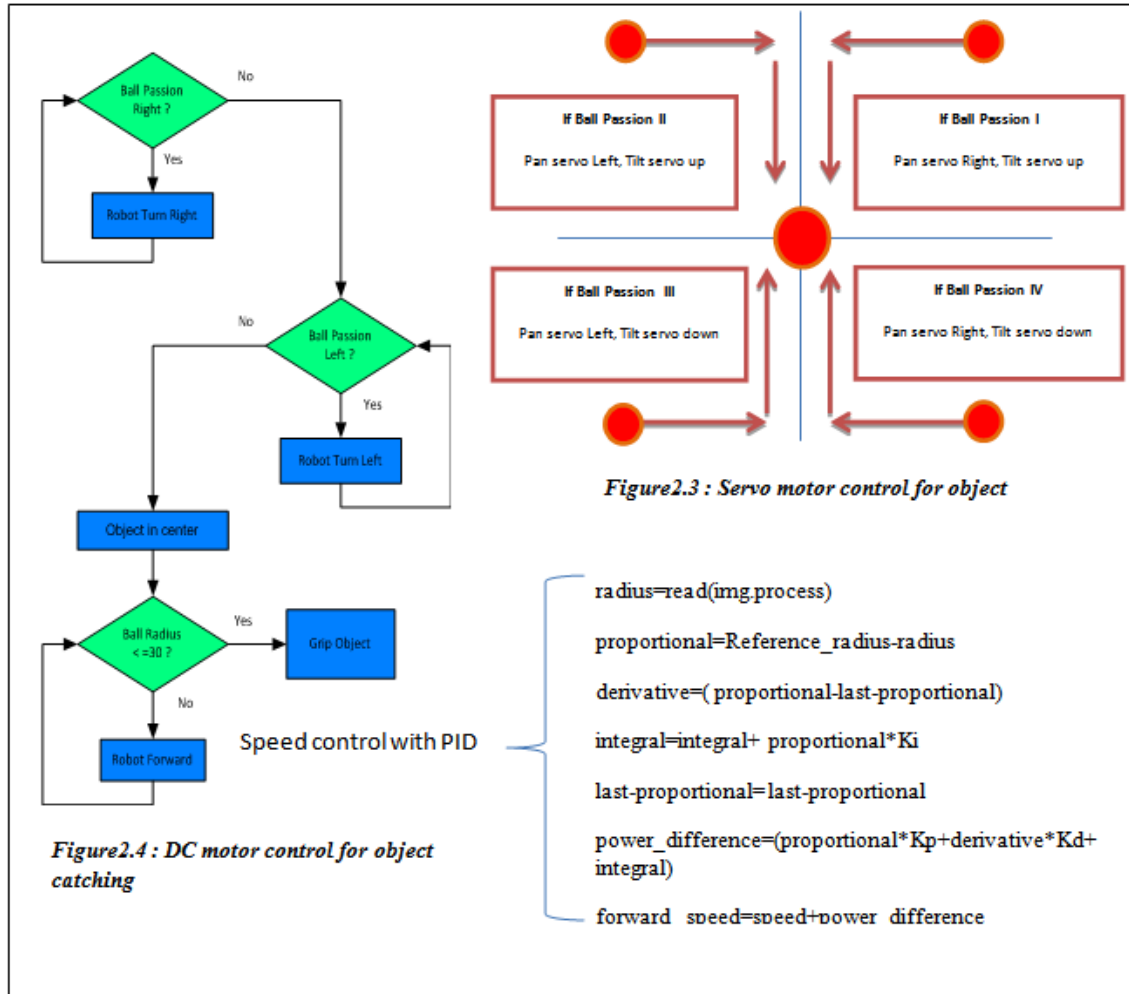 No
Ball Passion
Right ?
Yes
Robot Turn Right
No
Ball Passion
Left ?
Yes
Robot Turn Left
Object in center
Ball Radius
< =30 ?
Yes
Grip Object
No
Robot Forward
Figure2.4 : DC motor control for object
catching
If Ball Passion II
Pan servo Left, Tilt servo up
If Ball Passion I
Pan servo Right, Tilt servo up
If Ball Passion III
Pan servo Left, Tilt servo down
If Ball Passion IV
Pan servo Right, Tilt servo down
Figure2.3 : Servo motor control for object
Speed control with PID
radius=read(img.process)
proportional=Reference_radius-radius
derivative=( proportional-last-proportional)
integral=integral+ proportional*Ki
last-proportional=last-proportional
power_difference=(proportional*Kp+derivative*Kd+
integral)
forward_speed=speed+power_difference